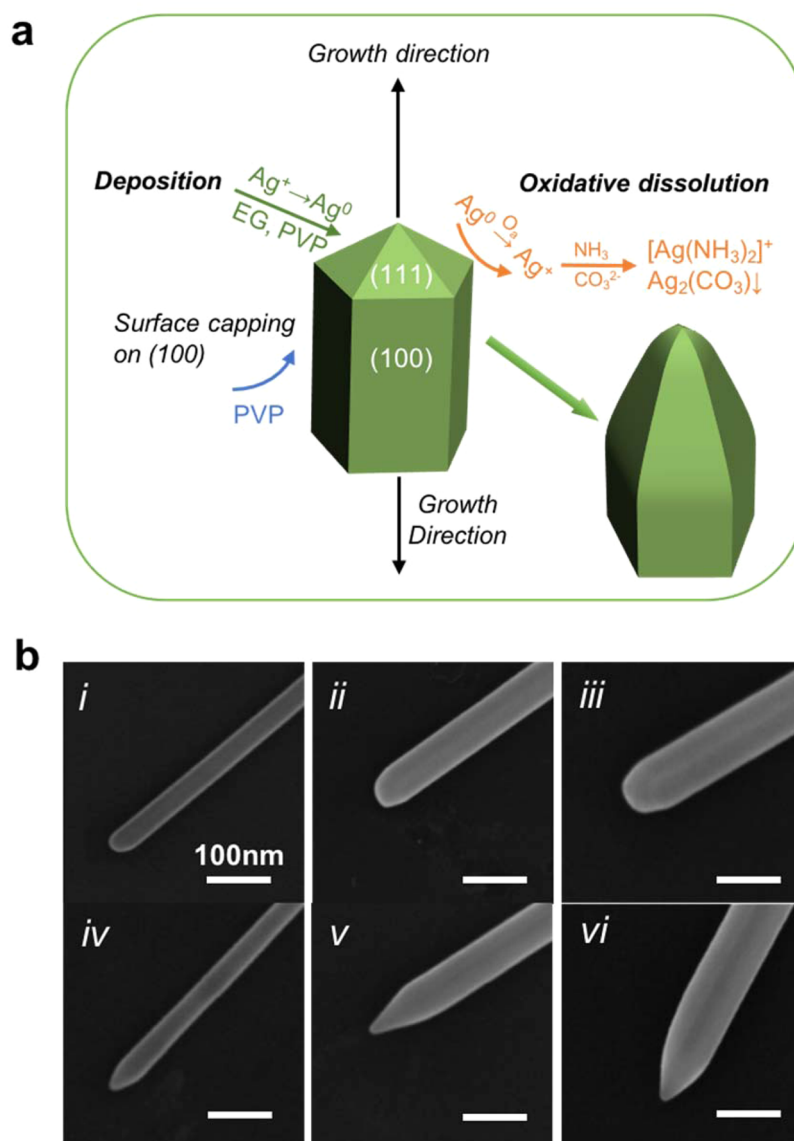 a
Growth direction
Deposition
Ag⁺→Ag⁰
EG, PVP
Oxidative dissolution
Ag⁰ Oₐ→ Ag⁺
NH₃
CO₃²⁻
[Ag(NH₃)₂]⁺
Ag₂(CO₃)↓
(111)
Surface capping
on (100)
(100)
PVP
Growth
Direction
b
i
100nm
ii
iii
iv
v
vi